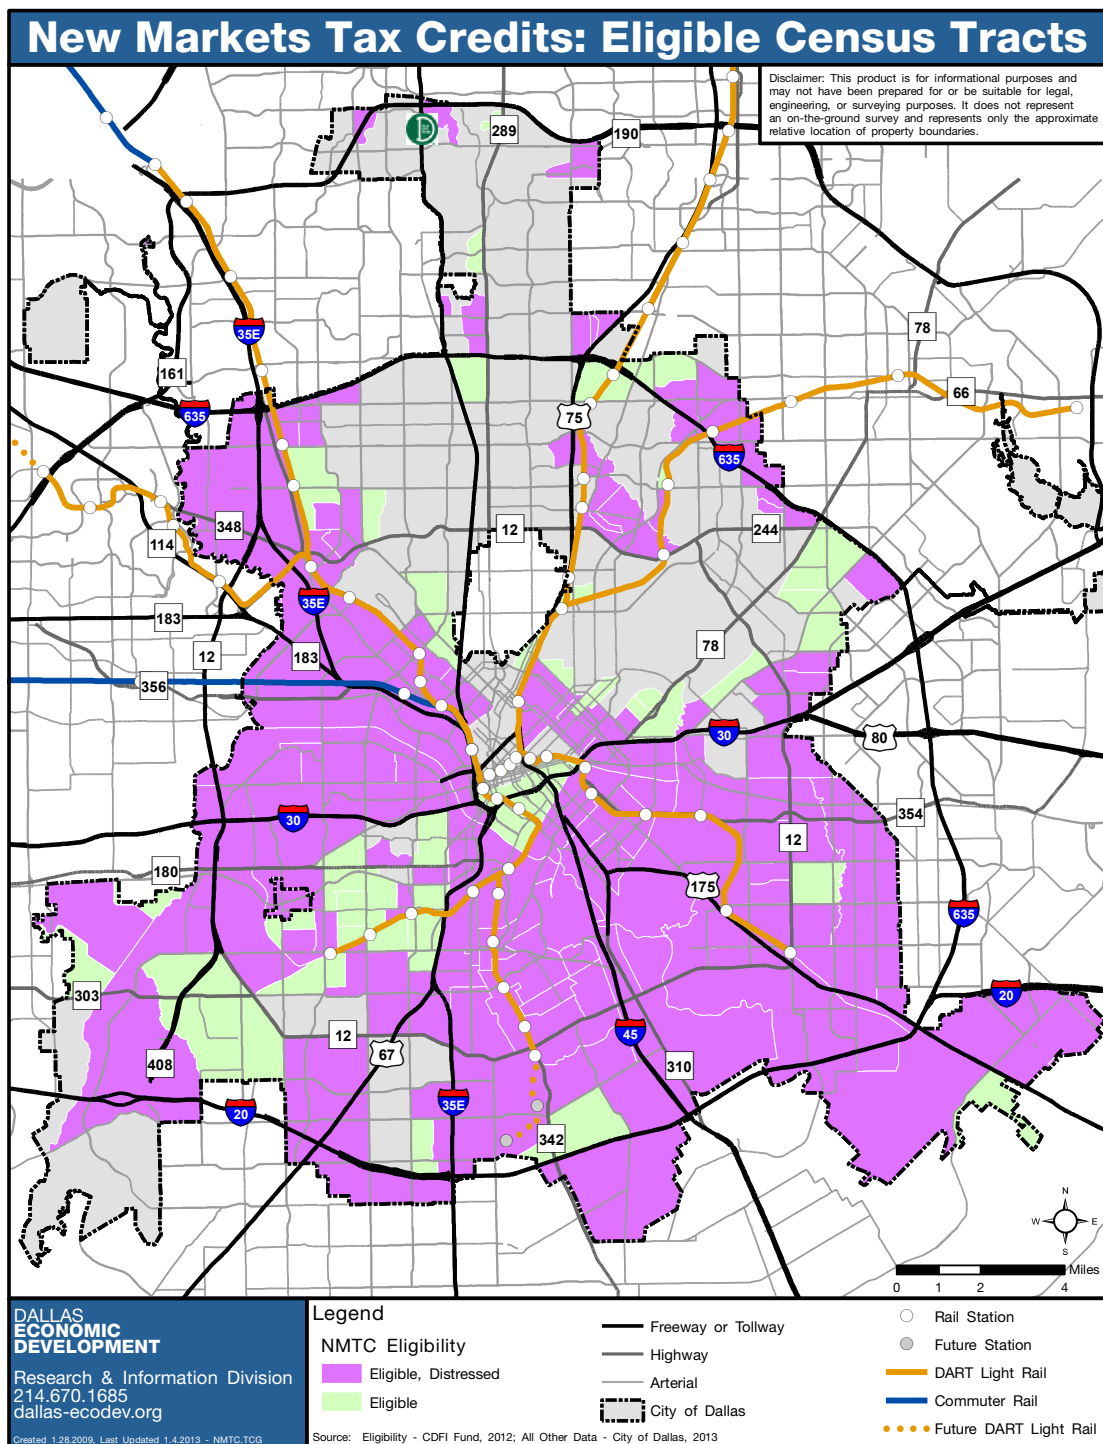 New Markets Tax Credits: Eligible Census Tracts
Disclaimer: This product is for informational purposes and
may not have been prepared for or be suitable for legal,
engineering, or surveying purposes. It does not represent
an on-the-ground survey and represents only the approximate
relative location of property boundaries.
289
190
35E
78
161
66
635
75
635
348
12
244
114
35E
183
12
183
78
356
30
80
30
354
12
180
175
635
303
20
12
45
67
408
310
35E
20
342
N
W
E
S
Miles
0
1
2
4
DALLAS
ECONOMIC
DEVELOPMENT
Research & Information Division
214.670.1685
dallas-ecodev.org
Created 1.28.2009, Last Updated 1.4.2013 - NMTC.TCG
Legend
NMTC Eligibility
Eligible, Distressed
Eligible
Freeway or Tollway
Highway
Arterial
City of Dallas
Rail Station
Future Station
DART Light Rail
Commuter Rail
Future DART Light Rail
Source: Eligibility - CDFI Fund, 2012; All Other Data - City of Dallas, 2013